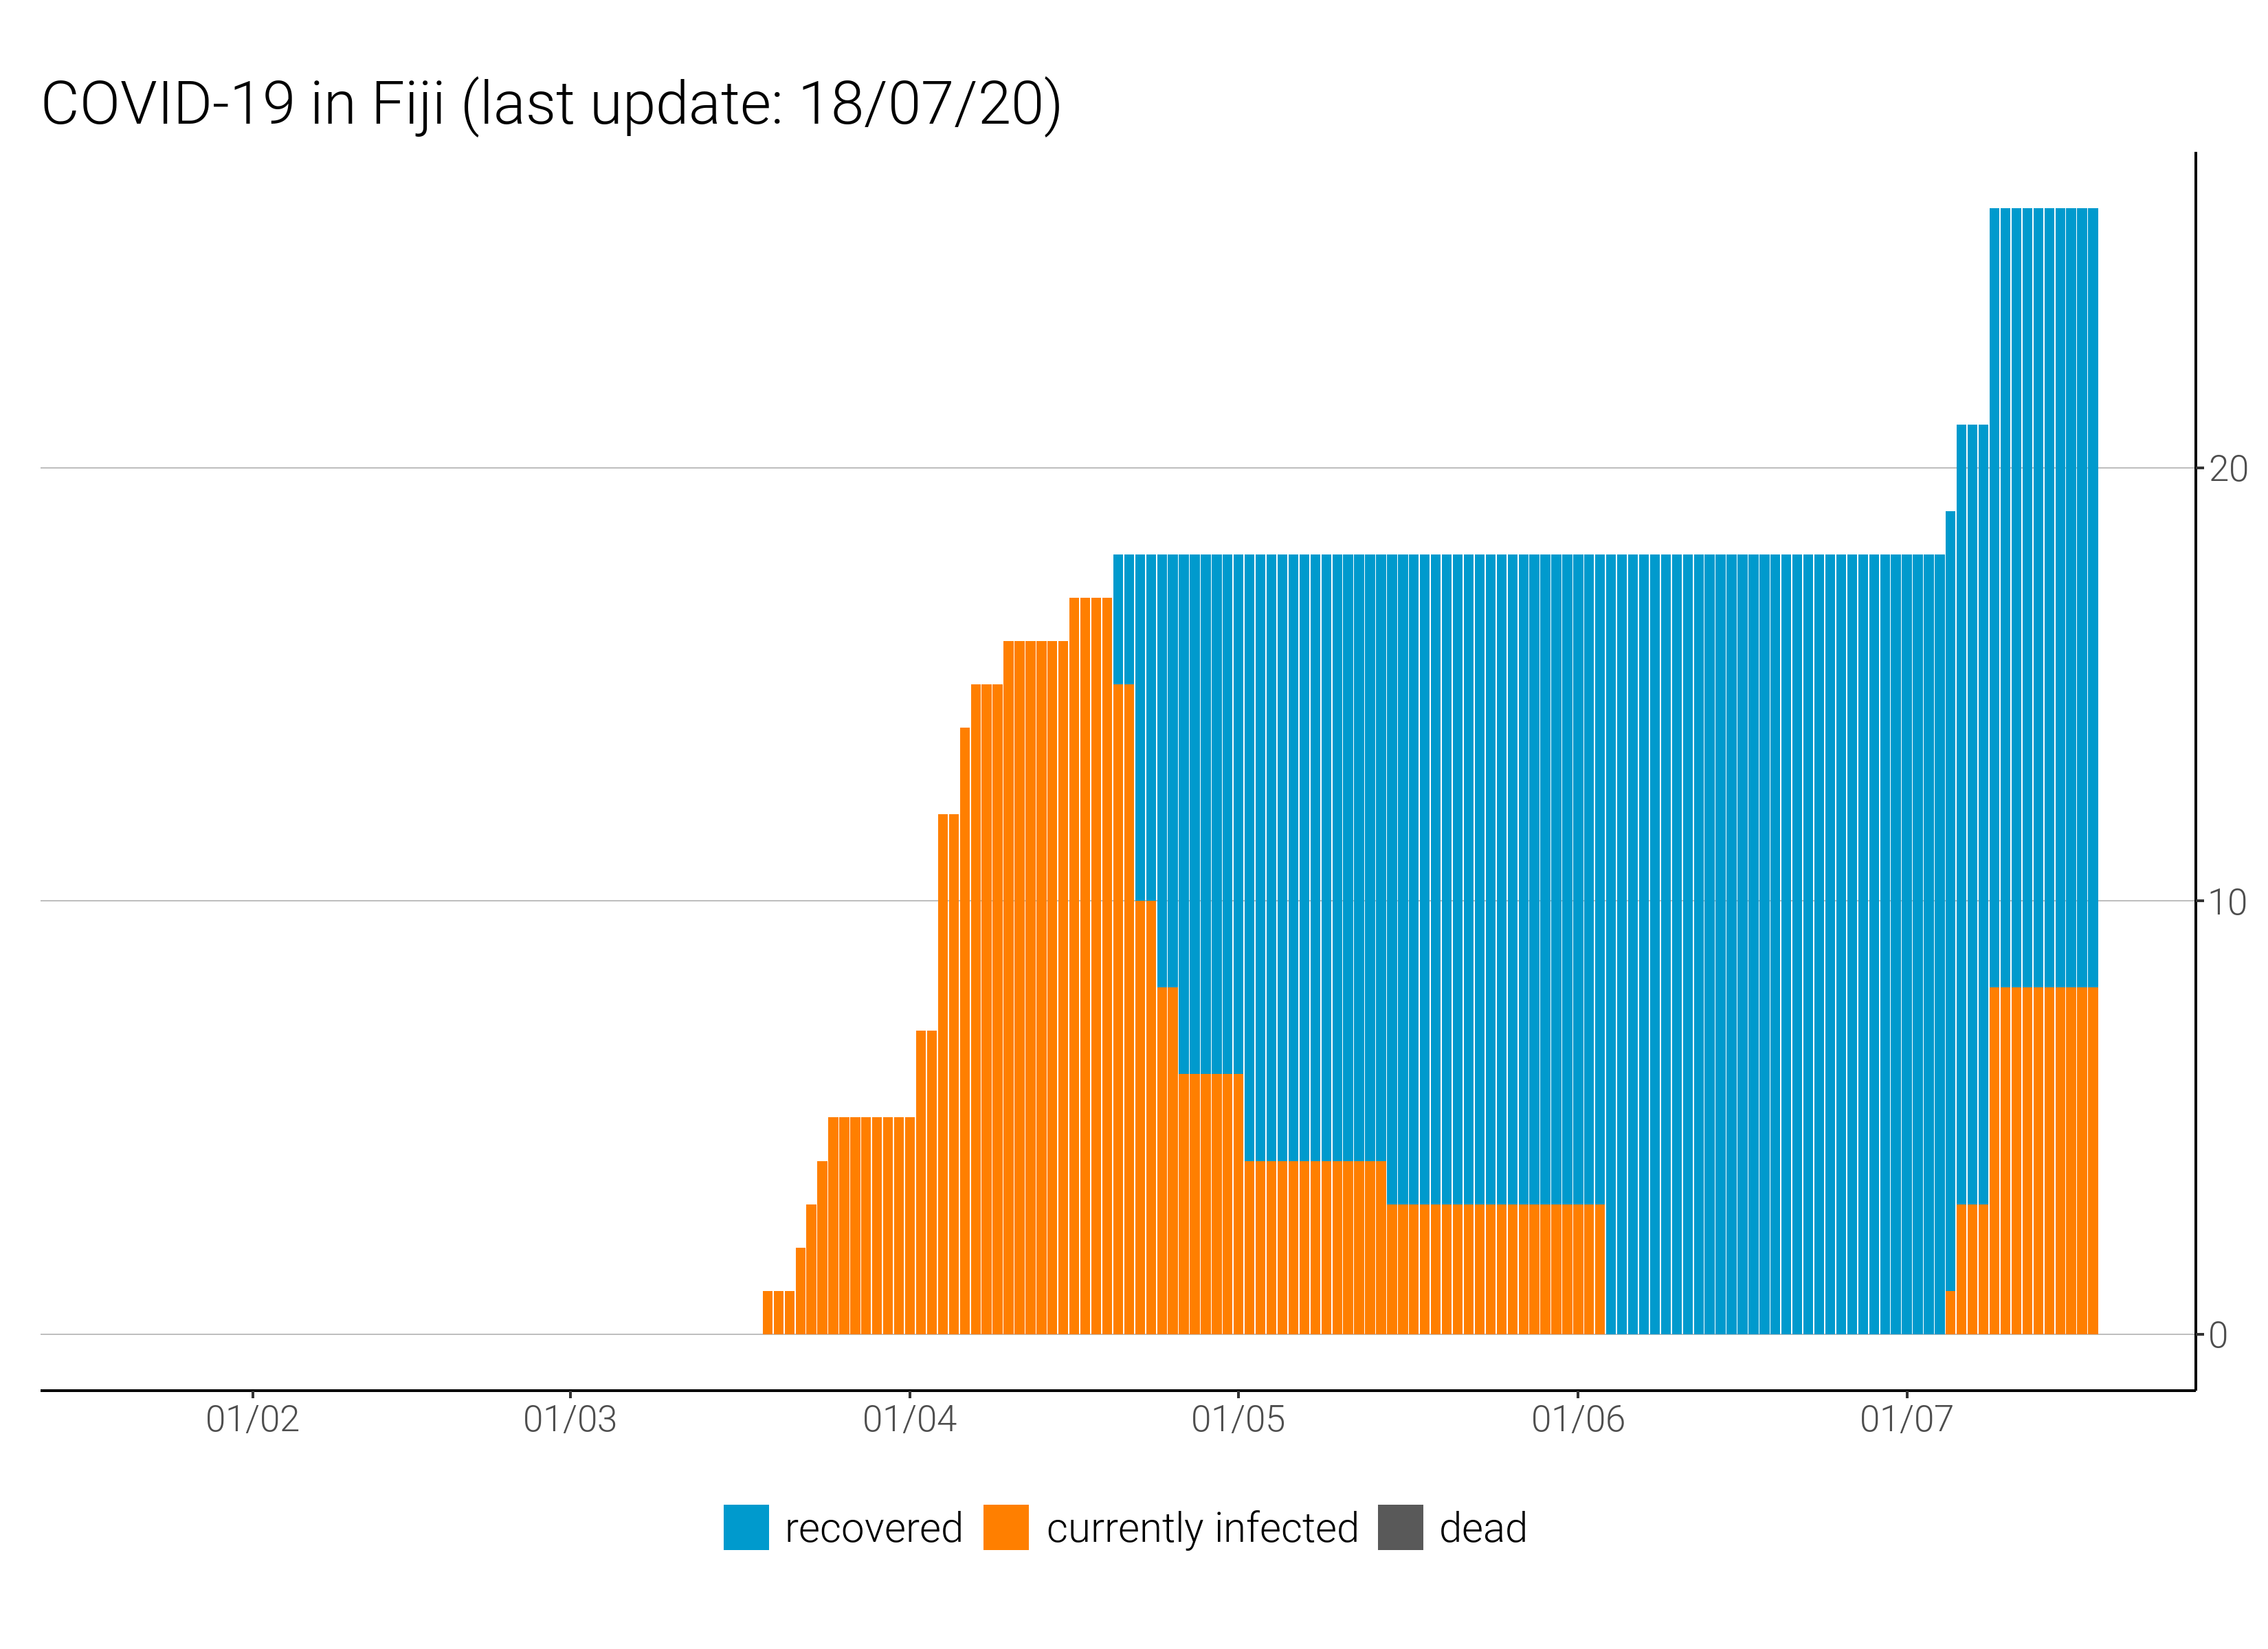 COVID-19 in Fiji (last update: 18/07/20)
20
10
0
01/02 01/03 01/04 01/05 01/06 01/07
recovered currently infected dead